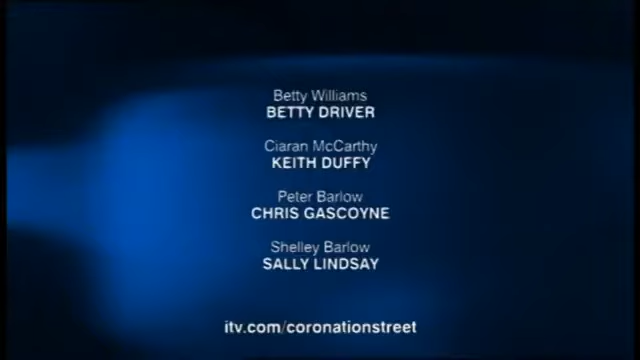 Betty Williams
BETTY DRIVER
Ciaran McCarthy
KEITH DUFFY
Peter Barlow
CHRIS GASCOYNE
Shelley Barlow
SALLY LINDSAY
itv.com/coronationstreet